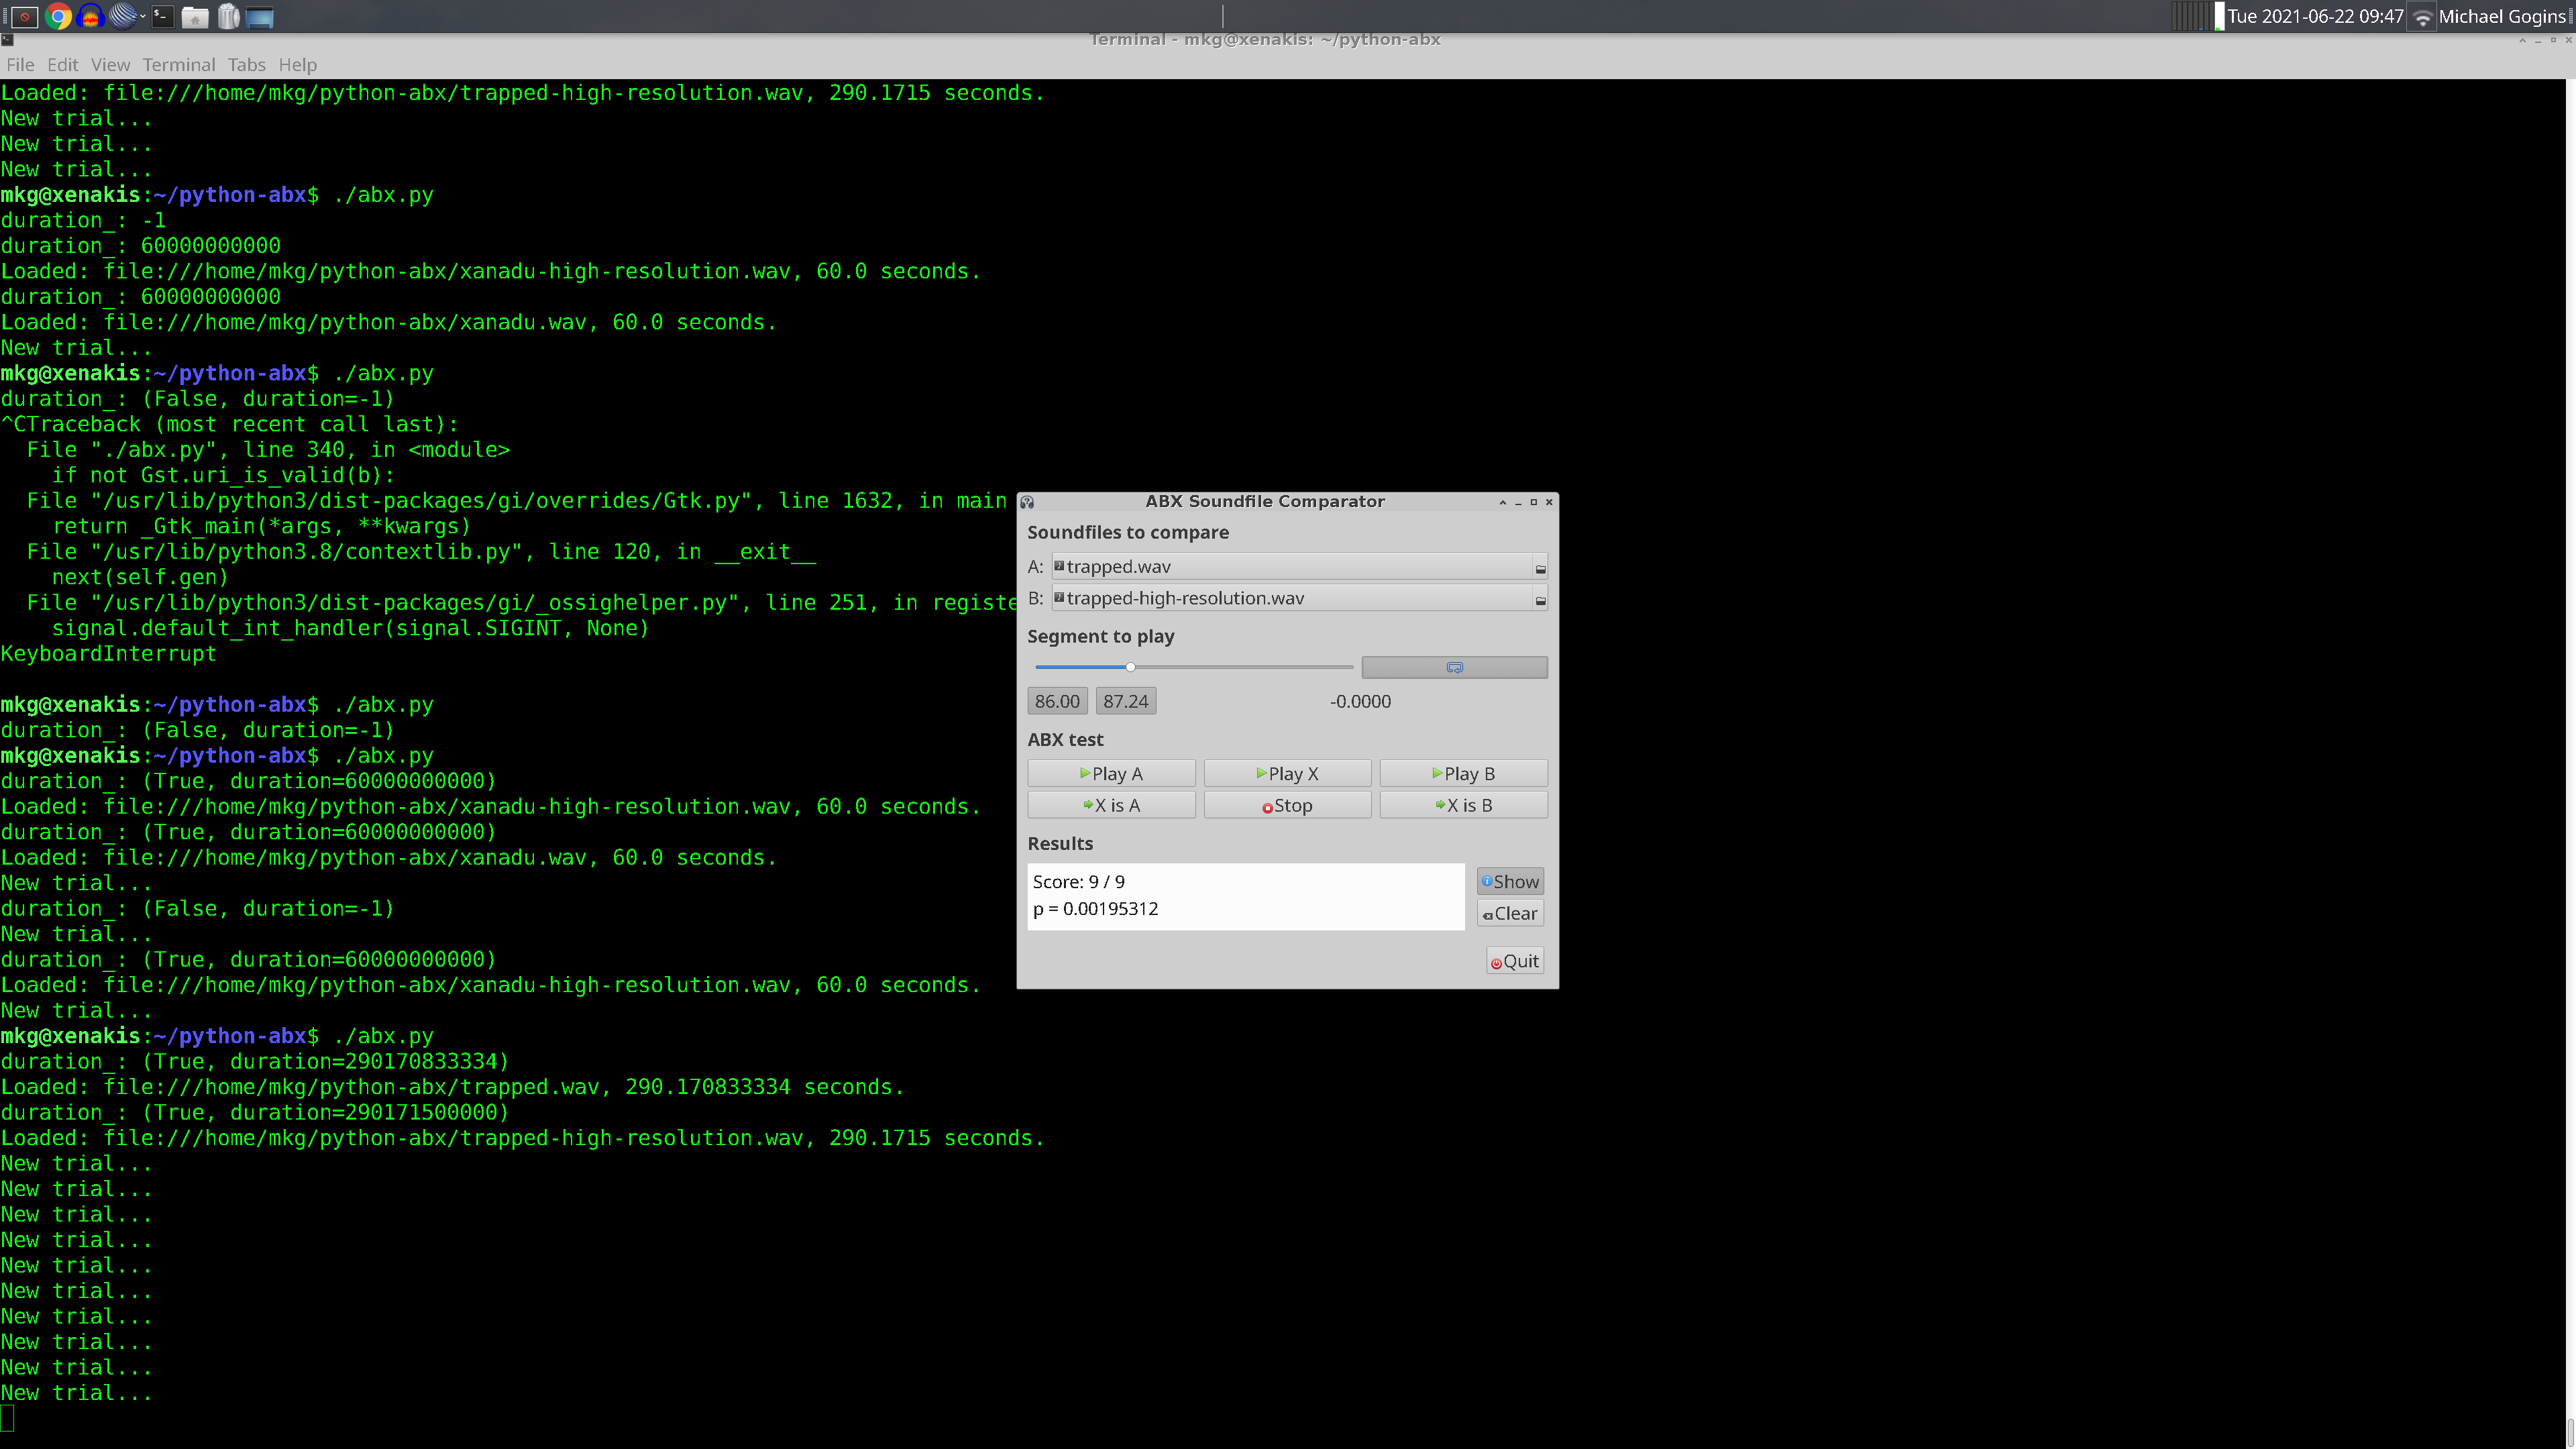 Tue 2021-06-22 09:47 Michael Gogins
Terminal - mkg@xenakis: ~/python-abx
File Edit View Terminal Tabs Help
Loaded: file:///home/mkg/python-abx/trapped-high-resolution.wav, 290.1715 seconds.
New trial...
New trial...
New trial...
mkg@xenakis:~/python-abx$ ./abx.py
duration_: -1
duration_: 60000000000
Loaded: file:///home/mkg/python-abx/xanadu-high-resolution.wav, 60.0 seconds.
duration_: 60000000000
Loaded: file:///home/mkg/python-abx/xanadu.wav, 60.0 seconds.
New trial...
mkg@xenakis:~/python-abx$ ./abx.py
duration_: (False, duration=-1)
^CTraceback (most recent call last):
  File "./abx.py", line 340, in <module>
    if not Gst.uri_is_valid(b):
  File "/usr/lib/python3/dist-packages/gi/overrides/Gtk.py", line 1632, in main
    return _Gtk_main(*args, **kwargs)
  File "/usr/lib/python3.8/contextlib.py", line 120, in __exit__
    next(self.gen)
  File "/usr/lib/python3/dist-packages/gi/_ossighelper.py", line 251, in registe
    signal.default_int_handler(signal.SIGINT, None)
KeyboardInterrupt
mkg@xenakis:~/python-abx$ ./abx.py
duration_: (False, duration=-1)
mkg@xenakis:~/python-abx$ ./abx.py
duration_: (True, duration=60000000000)
Loaded: file:///home/mkg/python-abx/xanadu-high-resolution.wav, 60.0 seconds.
duration_: (True, duration=60000000000)
Loaded: file:///home/mkg/python-abx/xanadu.wav, 60.0 seconds.
New trial...
duration_: (False, duration=-1)
New trial...
duration_: (True, duration=60000000000)
Loaded: file:///home/mkg/python-abx/xanadu-high-resolution.wav, 60.0 seconds.
New trial...
mkg@xenakis:~/python-abx$ ./abx.py
duration_: (True, duration=290170833334)
Loaded: file:///home/mkg/python-abx/trapped.wav, 290.170833334 seconds.
duration_: (True, duration=290171500000)
Loaded: file:///home/mkg/python-abx/trapped-high-resolution.wav, 290.1715 seconds.
New trial...
New trial...
New trial...
New trial...
New trial...
New trial...
New trial...
New trial...
New trial...
New trial...
ABX Soundfile Comparator
Soundfiles to compare
A: trapped.wav
B: trapped-high-resolution.wav
Segment to play
86.00 87.24 -0.0000
ABX test
Play A Play X Play B
X is A Stop X is B
Results
Score: 9 / 9
p = 0.00195312
Show
Clear
Quit